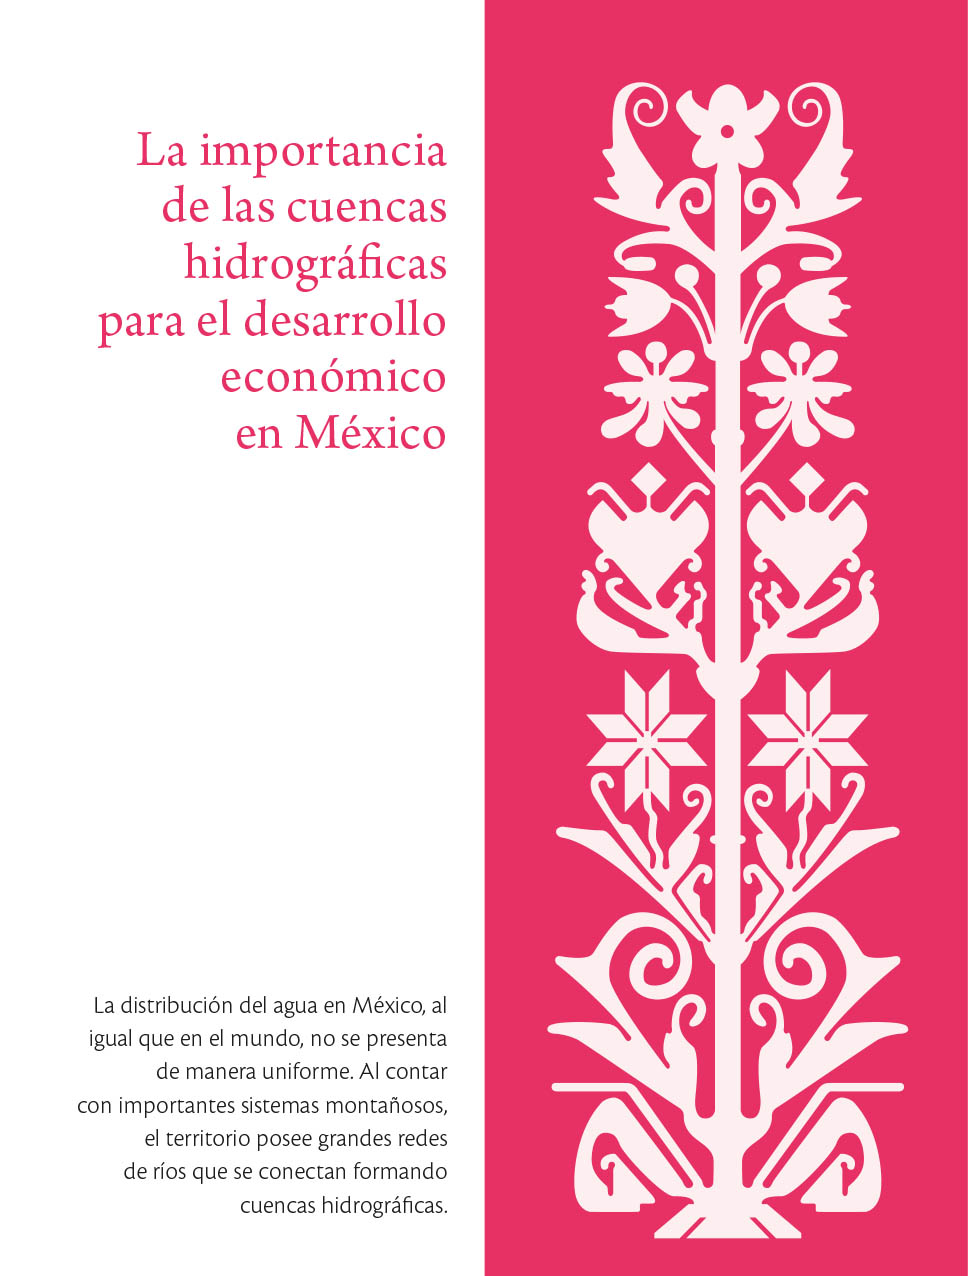 La importancia
de las cuencas
hidrográficas
para el desarrollo
económico
en México
La distribución del agua en México, al
igual que en el mundo, no se presenta
de manera uniforme. Al contar
con importantes sistemas montañosos,
el territorio posee grandes redes
de ríos que se conectan formando
cuencas hidrográficas.